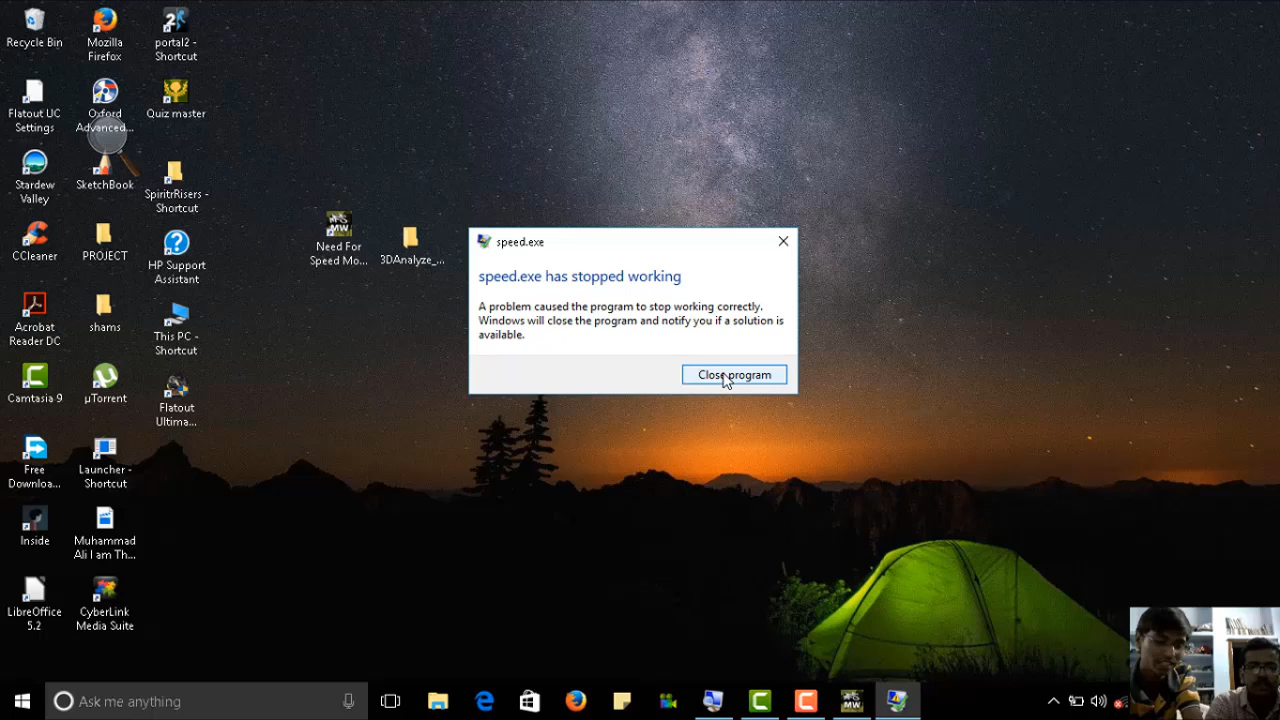 Recycle Bin
Mozilla
Firefox
portal2 -
Shortcut
Flatout UC
Settings
Oxford
Advanced...
Quiz master
Stardew
Valley
SketchBook
SpiritrRisers -
Shortcut
CCleaner
PROJECT
HP Support
Assistant
Need For
Speed Mo...
3DAnalyze_...
Acrobat
Reader DC
shams
This PC -
Shortcut
Camtasia 9
µTorrent
Flatout
Ultima...
Free
Downloa...
Launcher -
Shortcut
Inside
Muhammad
Ali I am Th...
LibreOffice
5.2
CyberLink
Media Suite
speed.exe
speed.exe has stopped working
A problem caused the program to stop working correctly.
Windows will close the program and notify you if a solution is
available.
Close program
Ask me anything
MW